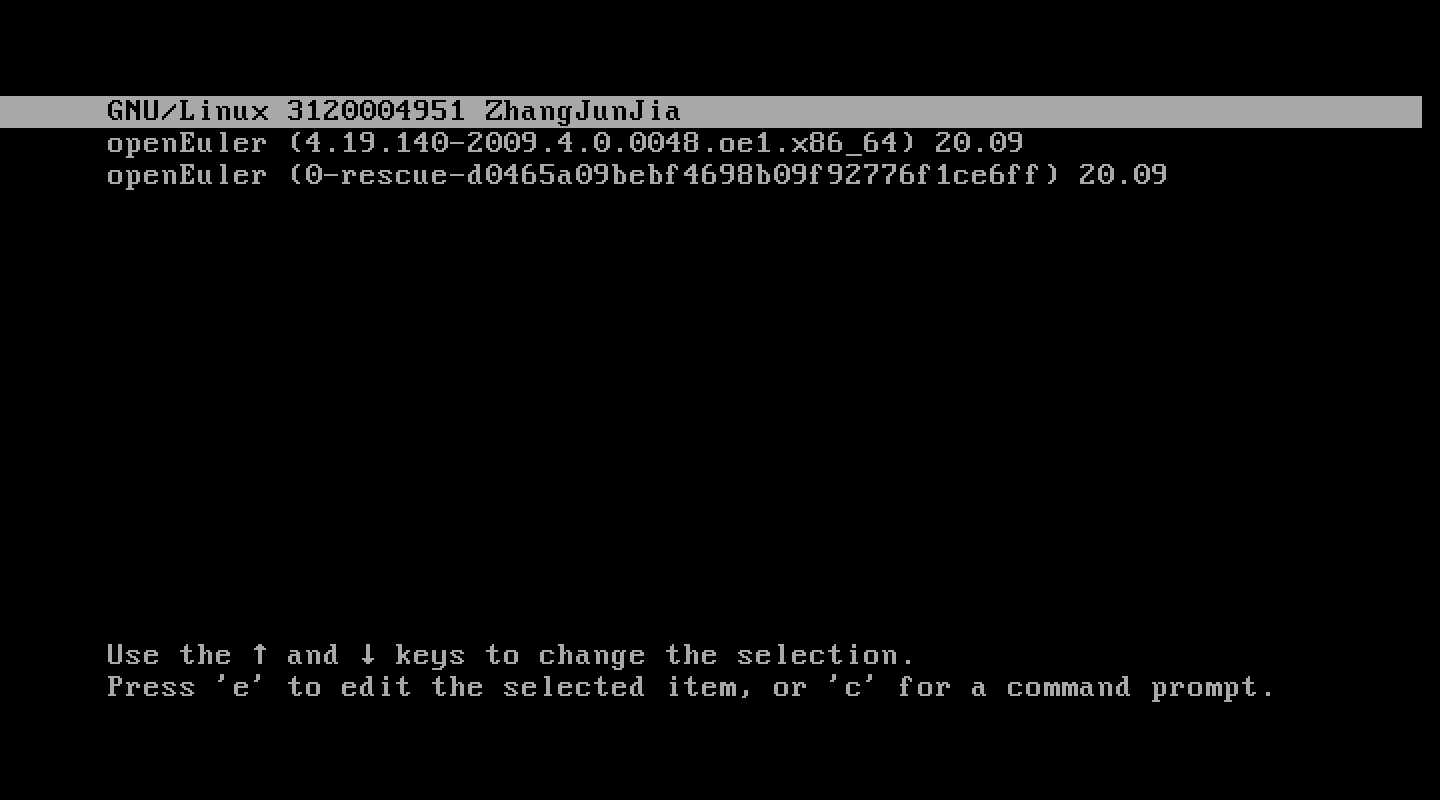 GNU/Linux 3120004951 ZhangJunJia
openEuler (4.19.140-2009.4.0.0048.oe1.x86_64) 20.09
openEuler (0-rescue-d0465a09bebf4698b09f92776f1ce6ff) 20.09
Use the ↑ and ↓ keys to change the selection.
Press 'e' to edit the selected item, or 'c' for a command prompt.